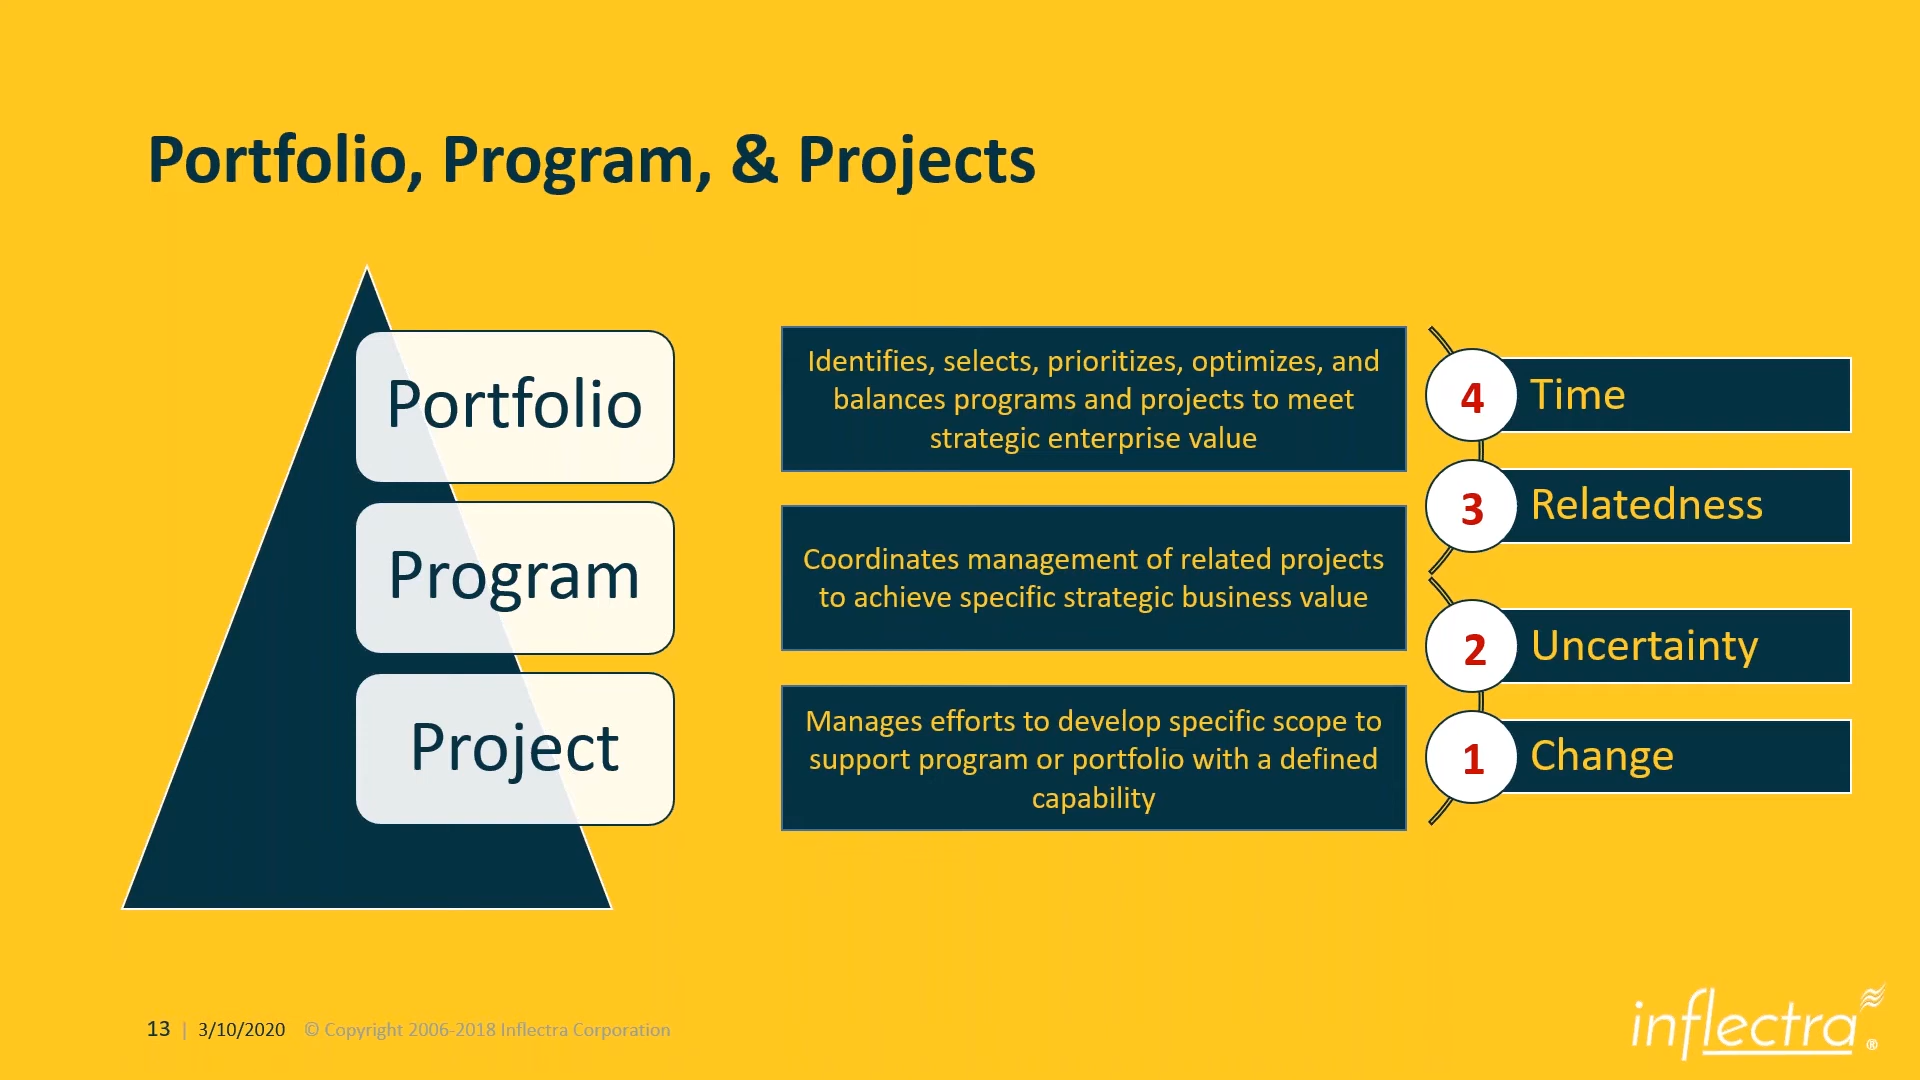 Portfolio, Program, & Projects
Portfolio
Program
Project
Identifies, selects, prioritizes, optimizes, and
balances programs and projects to meet
strategic enterprise value
Coordinates management of related projects
to achieve specific strategic business value
Manages efforts to develop specific scope to
support program or portfolio with a defined
capability
4 Time
3 Relatedness
2 Uncertainty
1 Change
13 | 3/10/2020 © Copyright 2006-2018 Inflectra Corporation
inflectra®